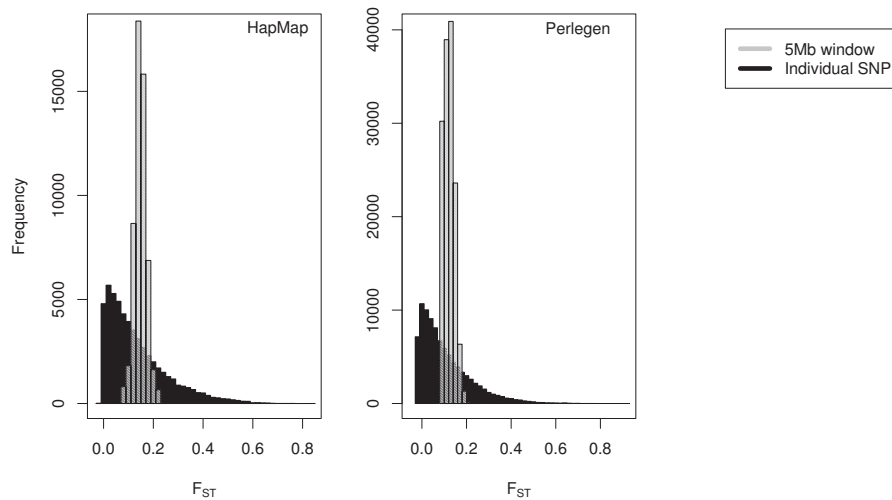 HapMap
Frequency
0
5000
10000
15000
0.0 0.2 0.4 0.6 0.8
FST
Perlegen
0
10000
20000
30000
40000
0.0 0.2 0.4 0.6 0.8
FST
5Mb window
Individual SNP